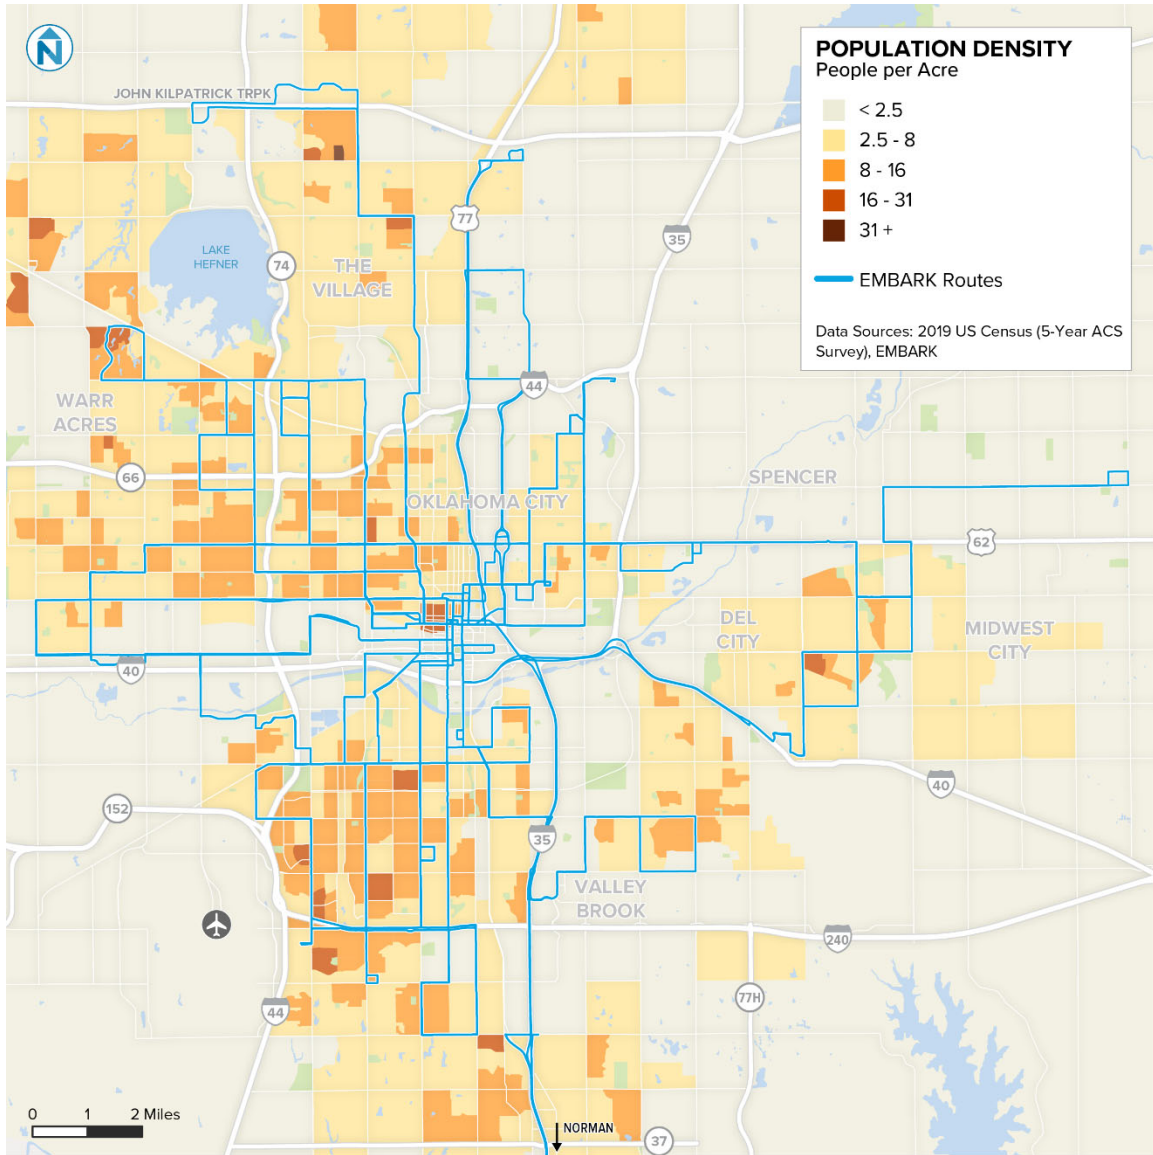 N
POPULATION DENSITY
People per Acre
< 2.5
2.5 - 8
8 - 16
16 - 31
31 +
EMBARK Routes
Data Sources: 2019 US Census (5-Year ACS
Survey), EMBARK
JOHN KILPATRICK TRPK
77
35
LAKE
HEFNER
74
THE
VILLAGE
44
WARR
ACRES
66
OKLAHOMA CITY
SPENCER
62
DEL
CITY
MIDWEST
CITY
40
40
152
35
VALLEY
BROOK
240
77H
44
0 1 2 Miles
NORMAN
37